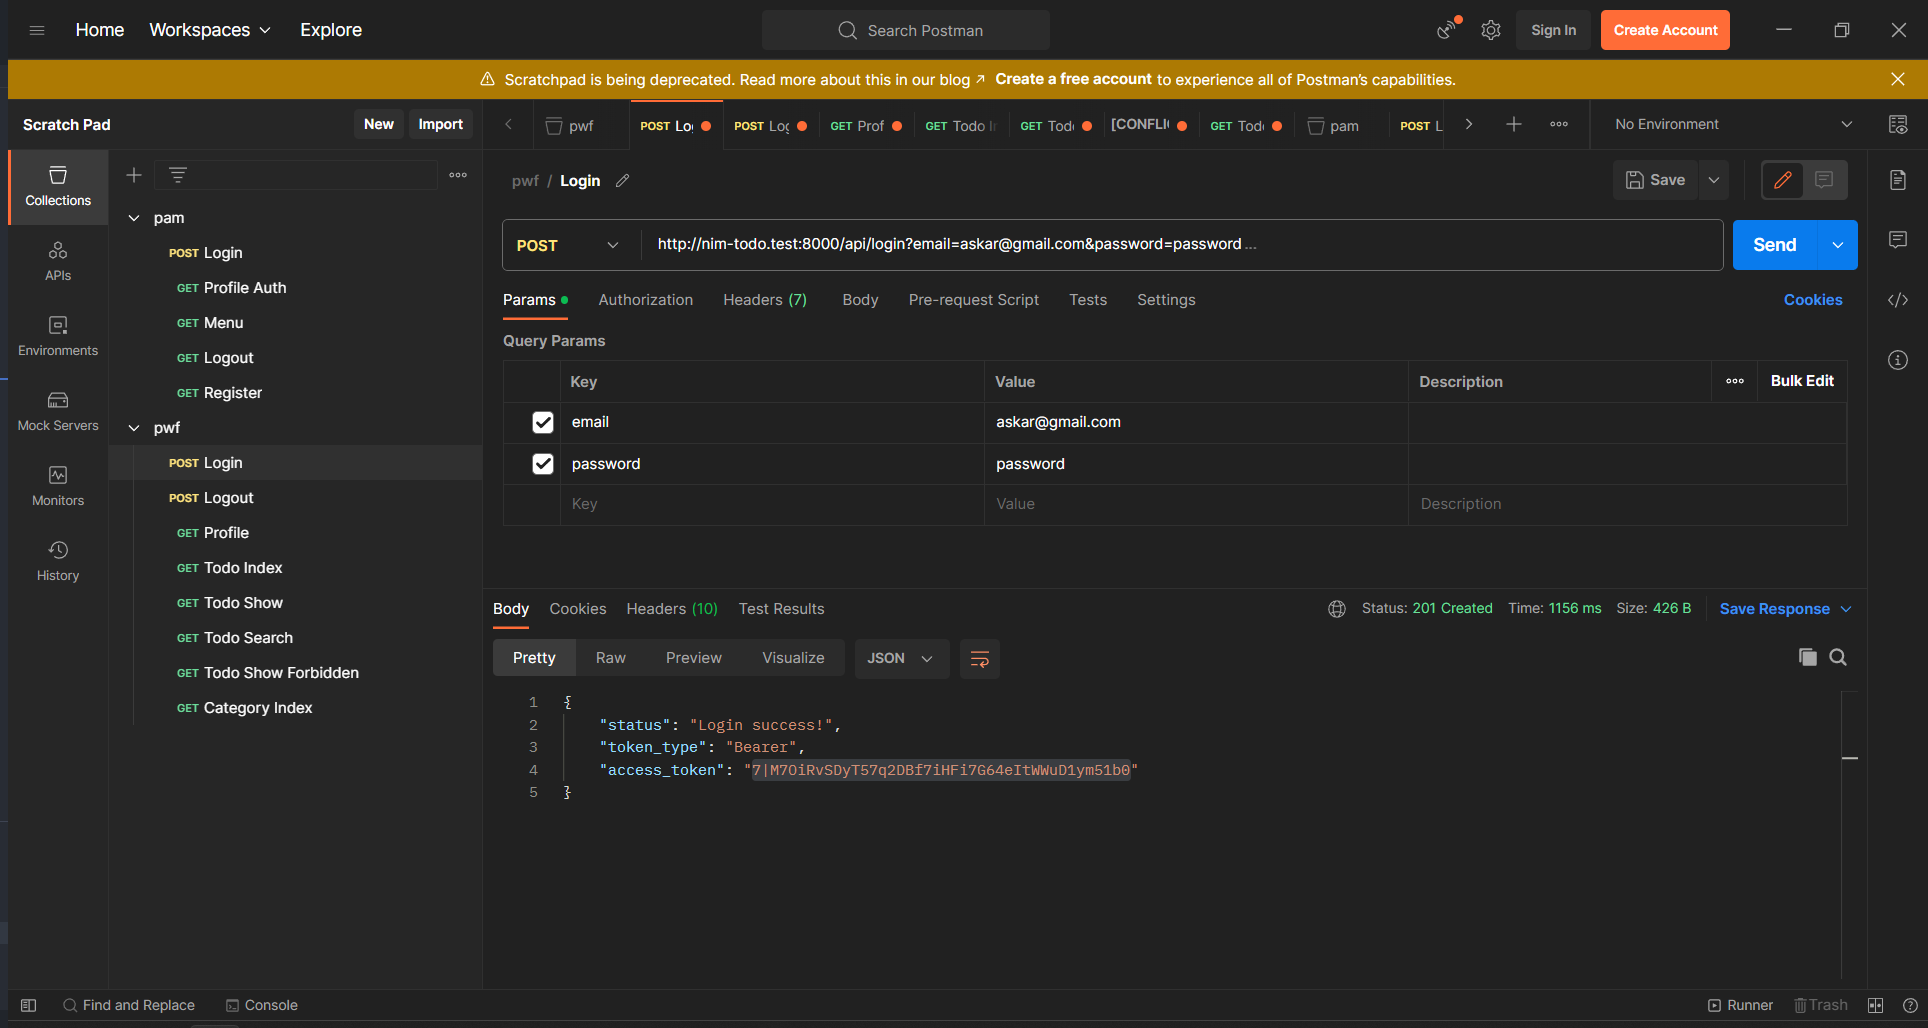 Home Workspaces Explore Search Postman Sign In Create Account
Scratchpad is being deprecated. Read more about this in our blog ↗ Create a free account to experience all of Postman's capabilities.
Scratch Pad New Import pwf POST Lo POST Log GET Prof GET Todo I GET Tod [CONFLI GET Tod pam POST L No Environment
Collections
APIs
Environments
Mock Servers
Monitors
History
pam
POST Login
GET Profile Auth
GET Menu
GET Logout
GET Register
pwf
POST Login
POST Logout
GET Profile
GET Todo Index
GET Todo Show
GET Todo Search
GET Todo Show Forbidden
GET Category Index
pwf / Login Save
POST http://nim-todo.test:8000/api/login?email=askar@gmail.com&password=password ... Send
Params Authorization Headers (7) Body Pre-request Script Tests Settings Cookies
Query Params
Key Value Description Bulk Edit
email askar@gmail.com
password password
Key Value Description
Body Cookies Headers (10) Test Results Status: 201 Created Time: 1156 ms Size: 426 B Save Response
Pretty Raw Preview Visualize JSON
1 {
2 "status": "Login success!",
3 "token_type": "Bearer",
4 "access_token": "7|M7OiRvSDyT57q2DBf7iHFi7G64eItWWuD1ym51b0"
5 }
Find and Replace Console Runner Trash